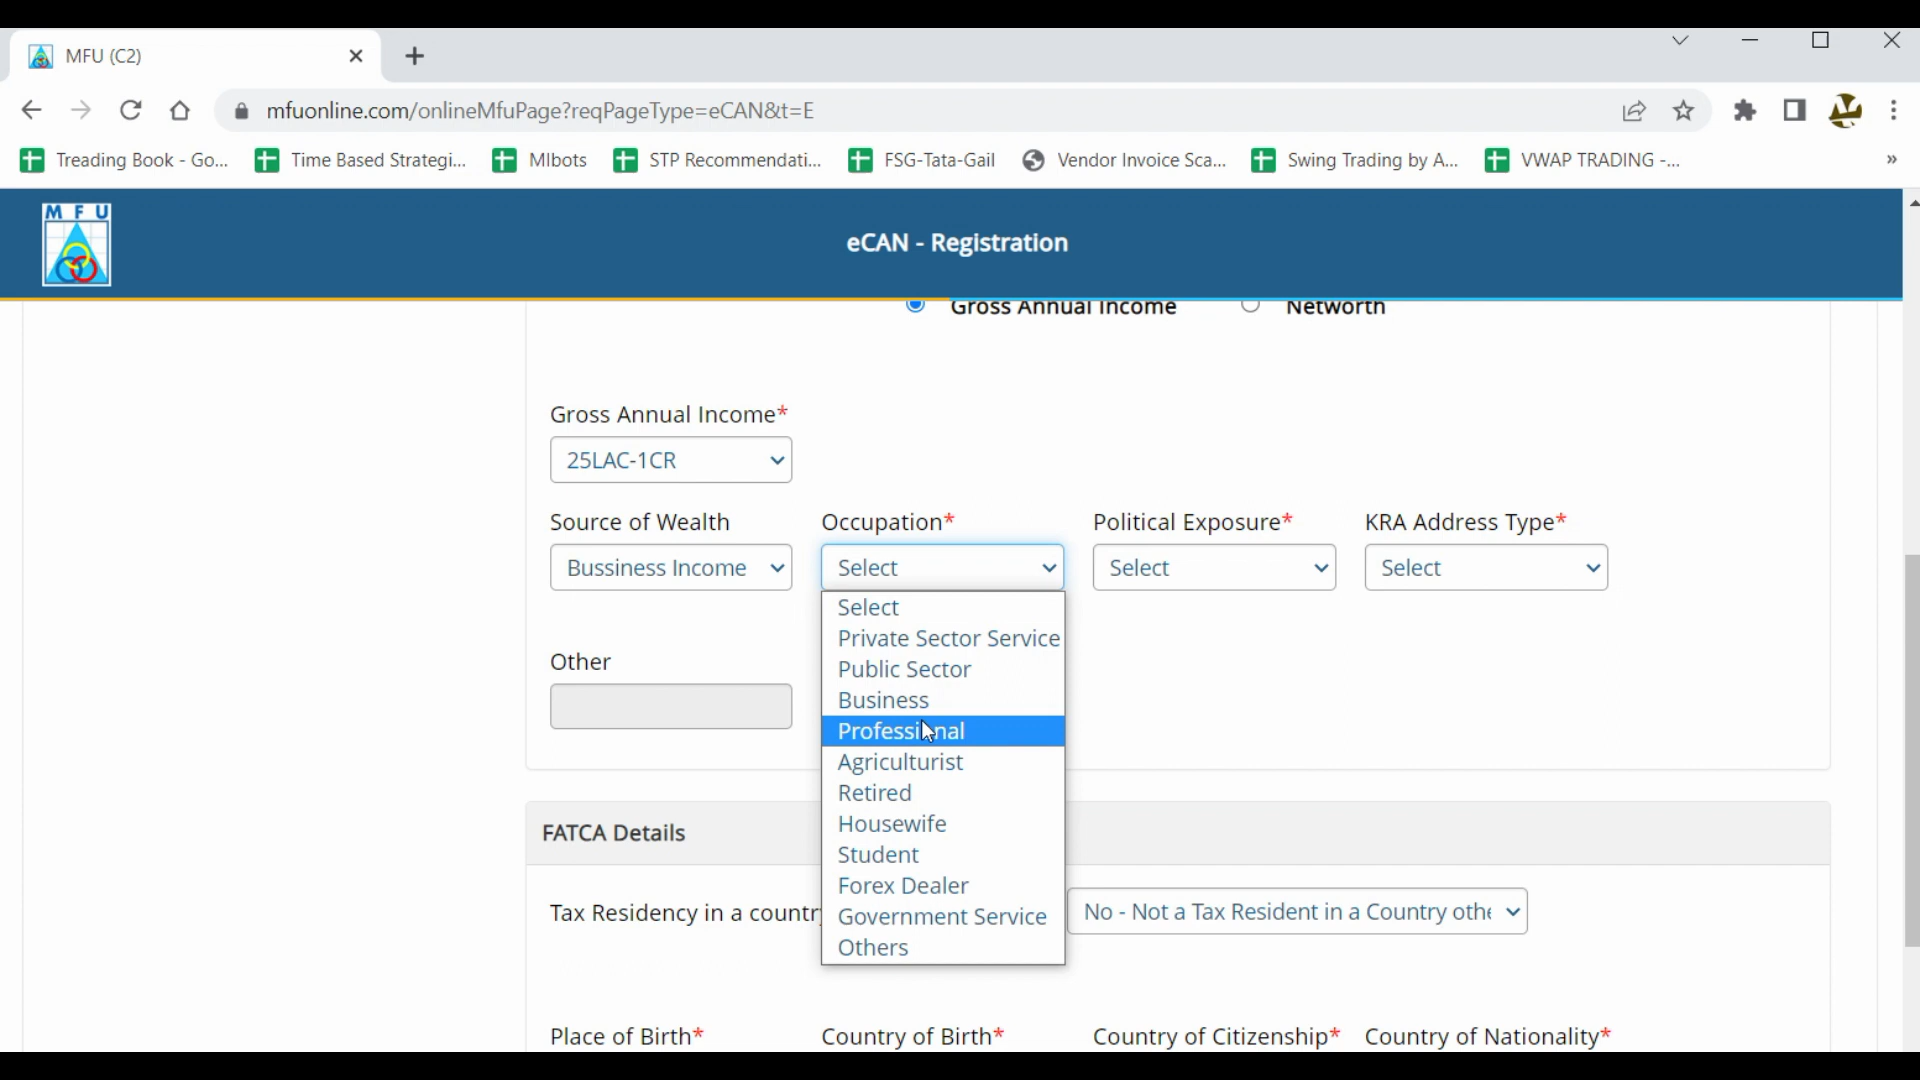 MFU (C2)
mfuonline.com/onlineMfuPage?reqPageType=eCAN&t=E
Treading Book - Go...
Time Based Strategi...
MIbots
STP Recommendati...
FSG-Tata-Gail
Vendor Invoice Sca...
Swing Trading by A...
VWAP TRADING -...
»
M F U
eCAN - Registration
Gross Annual Income
Networth
Gross Annual Income*
25LAC-1CR
Source of Wealth
Occupation*
Political Exposure*
KRA Address Type*
Bussiness Income
Select
Select
Select
Select
Private Sector Service
Public Sector
Business
Professional
Agriculturist
Retired
Housewife
Student
Forex Dealer
Government Service
Others
Other
FATCA Details
Tax Residency in a countr
No - Not a Tax Resident in a Country othe
Place of Birth*
Country of Birth*
Country of Citizenship*
Country of Nationality*